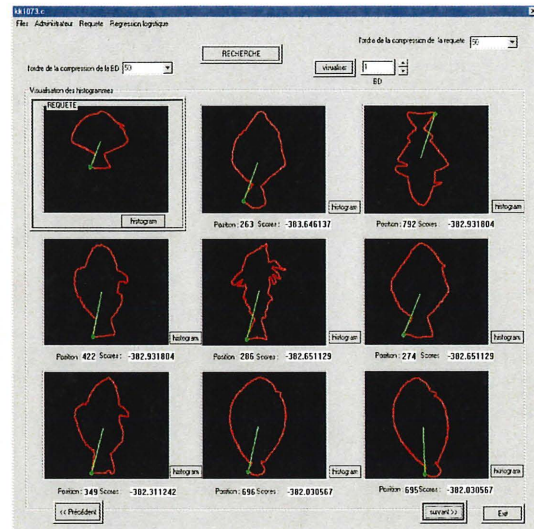 kk1073.c
Files Administrateur Requete Regression logistique
l'ordre de la compression de la requete 50
RECHERCHE
l'ordre de la compression de la BD 50
visualiser 1
BD
Visualisation des histogrammes
REQUETE
histogram
histogram
histogram
Position : 263 Scores : -383.646137
Position : 792 Scores : -382.931804
histogram
histogram
histogram
Position : 422 Scores : -382.931804
Position : 286 Scores : -382.651129
Position : 274 Scores : -382.651129
histogram
histogram
histogram
Position : 349 Scores : -382.311242
Position : 696 Scores : -382.030567
Position : 695 Scores : -382.030567
<< Précédent
suivant >>
Exit